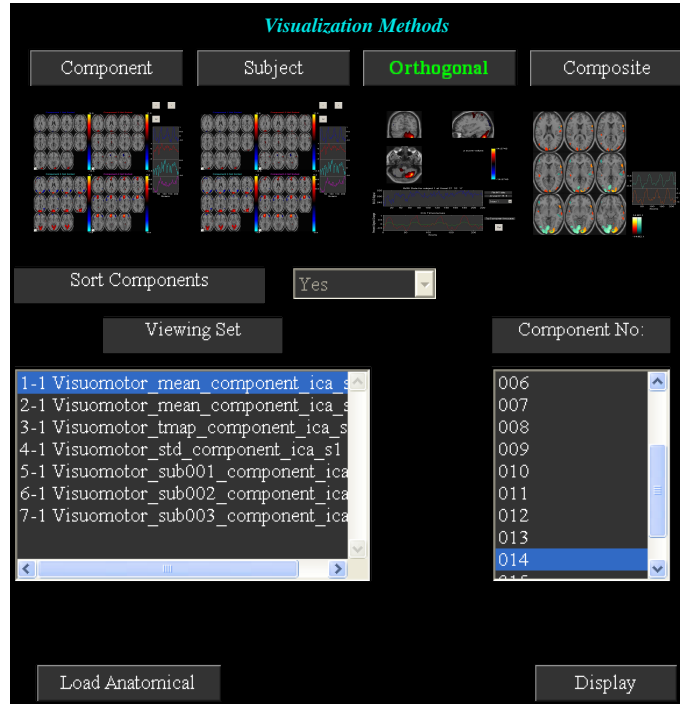 Visualization Methods
Component Subject Orthogonal Composite
Sort Components Yes
Viewing Set Component No:
1-1 Visuomotor_mean_component_ica_s
2-1 Visuomotor_mean_component_ica_s
3-1 Visuomotor_tmap_component_ica_s
4-1 Visuomotor_std_component_ica_s1
5-1 Visuomotor_sub001_component_ica
6-1 Visuomotor_sub002_component_ica
7-1 Visuomotor_sub003_component_ica
006
007
008
009
010
011
012
013
014
Load Anatomical Display